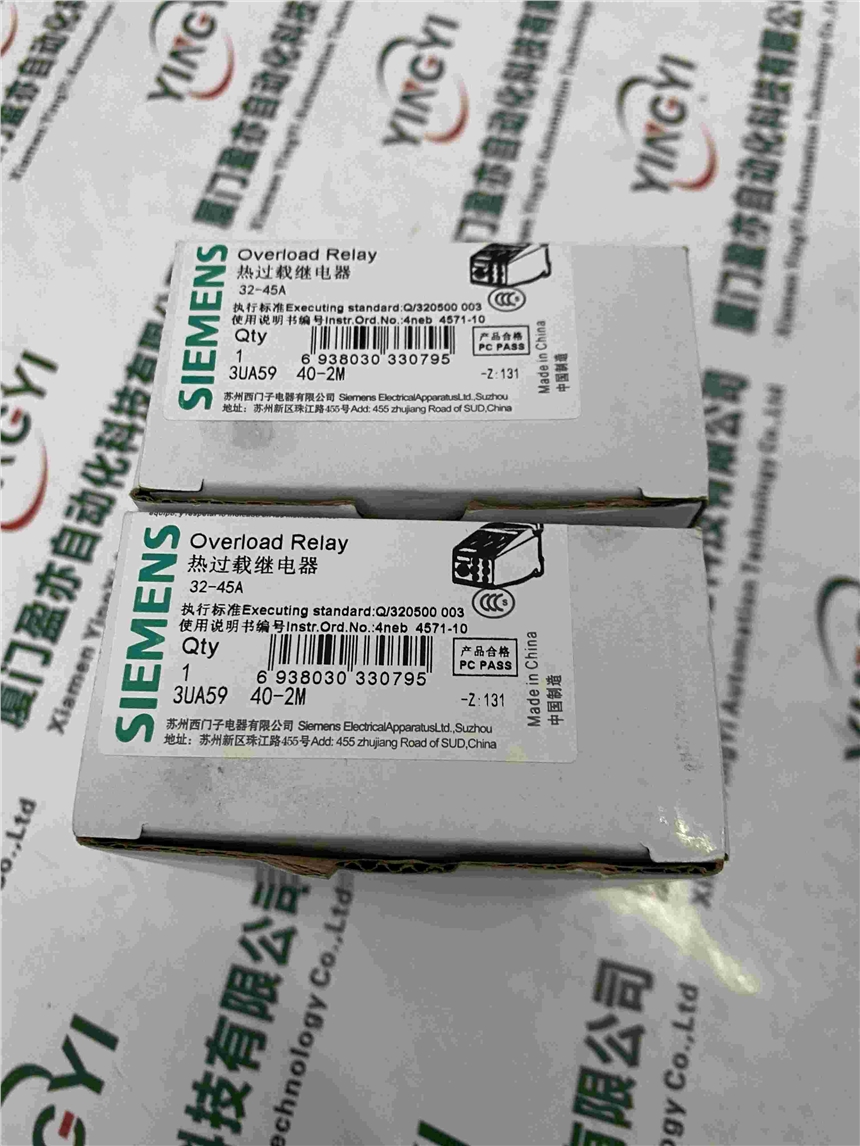 YINGYI
YINGYI
YINGYI
厦门盈亦自动化科技有限公司
Xiamen YingYi Automation Technology Co.,Ltd
SIEMENS
Overload Relay
热过载继电器
32-45A
执行标准Executing standard:Q/320500 003
使用说明书编号Instr.Ord.No.:4neb 4571-10
Qty
1
6 938030 330795
产品合格
PC PASS
3UA59 40-2M
-Z:131
Made in China
中国制造
苏州西门子电器有限公司 Siemens ElectricalApparatusLtd.,Suzhou
地址：苏州新区珠江路455号Add: 455 zhujiang Road of SUD,China
SIEMENS
Overload Relay
热过载继电器
32-45A
执行标准Executing standard:Q/320500 003
使用说明书编号Instr.Ord.No.:4neb 4571-10
Qty
1
6 938030 330795
产品合格
PC PASS
3UA59 40-2M
-Z:131
Made in China
中国制造
苏州西门子电器有限公司 Siemens ElectricalApparatusLtd.,Suzhou
地址：苏州新区珠江路455号Add: 455 zhujiang Road of SUD,China